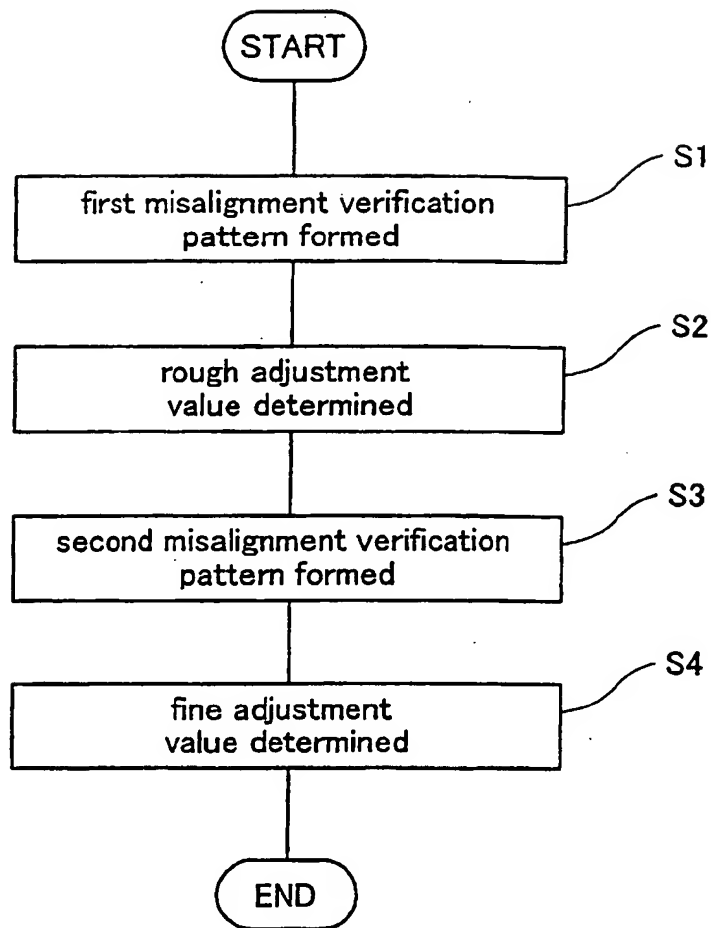 START
S1
first misalignment verification
pattern formed
S2
rough adjustment
value determined
S3
second misalignment verification
pattern formed
S4
fine adjustment
value determined
END